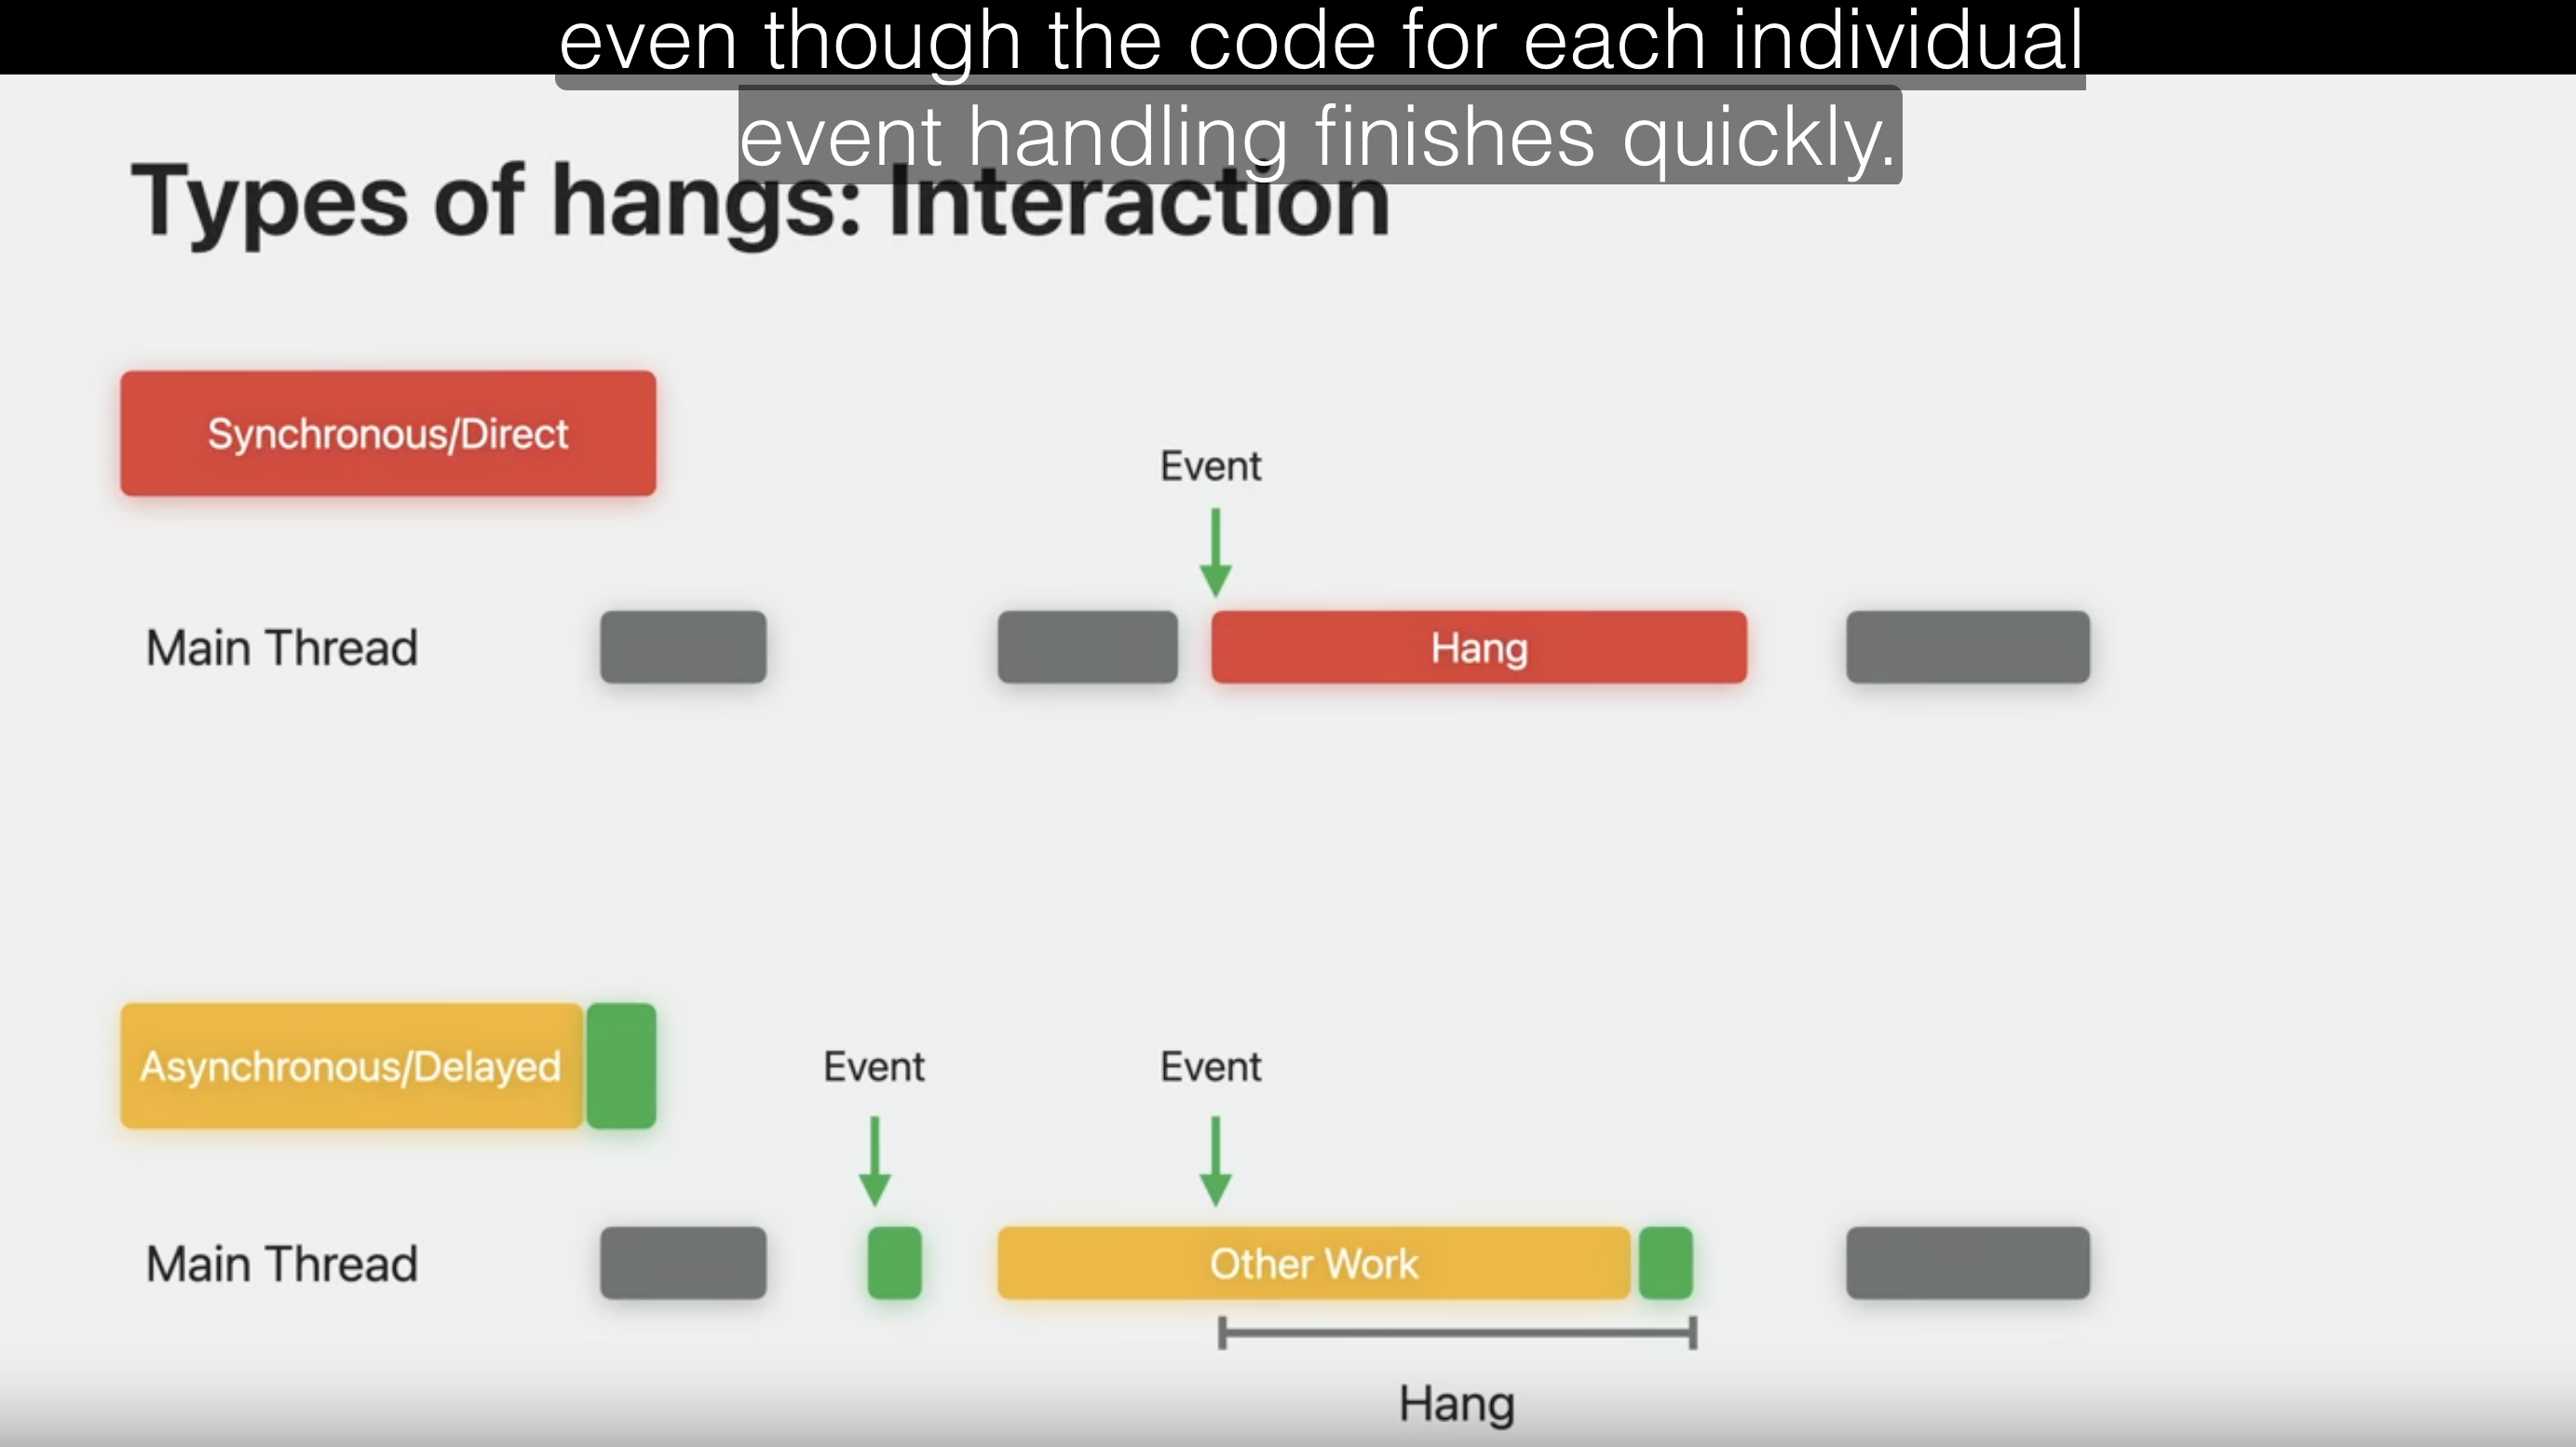 even though the code for each individual
event handling finishes quickly.
Types of hangs: Interaction
Synchronous/Direct
Event
Main Thread
Hang
Asynchronous/Delayed
Event
Event
Main Thread
Other Work
Hang